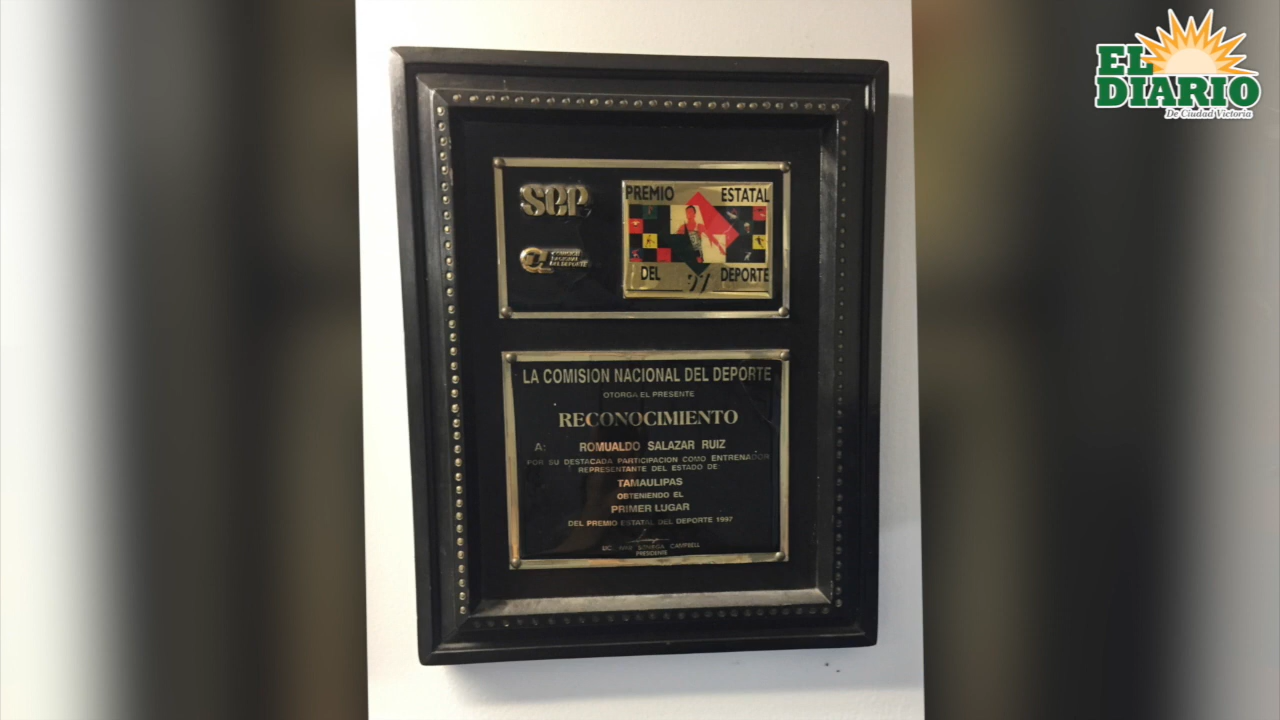 EL
DIARIO
De Ciudad Victoria
SEP
PREMIO ESTATAL
DEL 97 DEPORTE
LA COMISION NACIONAL DEL DEPORTE
OTORGA EL PRESENTE
RECONOCIMIENTO
A: ROMUALDO SALAZAR RUIZ
POR SU DESTACADA PARTICIPACION COMO ENTRENADOR
REPRESENTANTE DEL ESTADO DE
TAMAULIPAS
OBTENIENDO EL
PRIMER LUGAR
DEL PREMIO ESTATAL DEL DEPORTE 1997
LIC. CAMPBELL
PRESIDENTE